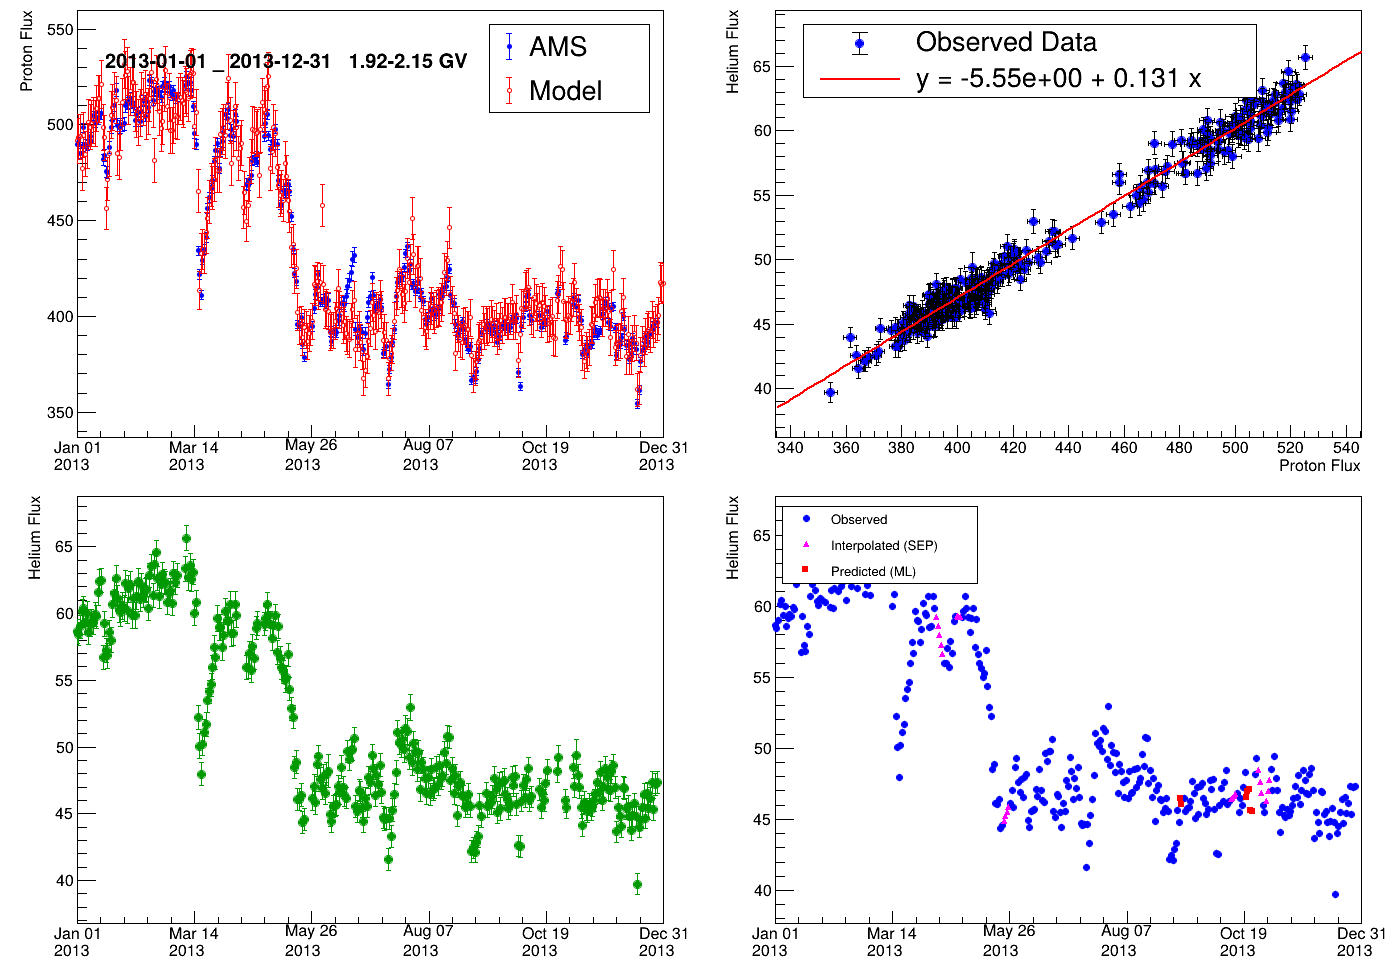 Proton Flux
550
500
450
400
350
2013-01-01 _ 2013-12-31 1.92-2.15 GV
AMS
Model
Jan 01
2013
Mar 14
2013
May 26
2013
Aug 07
2013
Oct 19
2013
Dec 31
2013
Helium Flux
65
60
55
50
45
40
Observed Data
y = -5.55e+00 + 0.131 x
340 360 380 400 420 440 460 480 500 520 540
Proton Flux
Helium Flux
65
60
55
50
45
40
Jan 01
2013
Mar 14
2013
May 26
2013
Aug 07
2013
Oct 19
2013
Dec 31
2013
Helium Flux
65
60
55
50
45
40
Observed
Interpolated (SEP)
Predicted (ML)
Jan 01
2013
Mar 14
2013
May 26
2013
Aug 07
2013
Oct 19
2013
Dec 31
2013